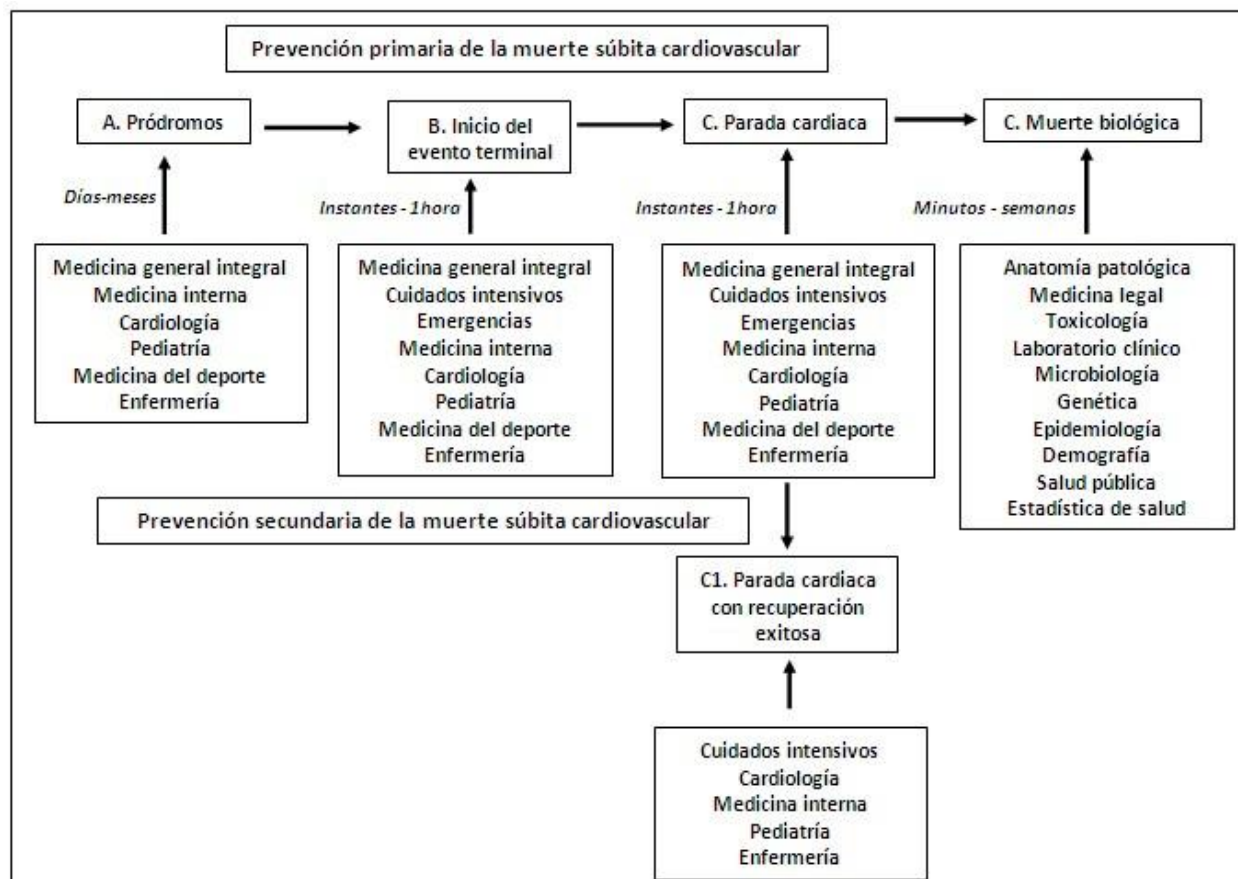 Prevención primaria de la muerte súbita cardiovascular
A. Pródromos
B. Inicio del
evento terminal
C. Parada cardiaca
C. Muerte biológica
Días-meses
Instantes - 1hora
Instantes - 1hora
Minutos - semanas
Medicina general integral
Medicina interna
Cardiología
Pediatría
Medicina del deporte
Enfermería
Medicina general integral
Cuidados intensivos
Emergencias
Medicina interna
Cardiología
Pediatría
Medicina del deporte
Enfermería
Medicina general integral
Cuidados intensivos
Emergencias
Medicina interna
Cardiología
Pediatría
Medicina del deporte
Enfermería
Anatomía patológica
Medicina legal
Toxicología
Laboratorio clínico
Microbiología
Genética
Epidemiología
Demografía
Salud pública
Estadística de salud
Prevención secundaria de la muerte súbita cardiovascular
C1. Parada cardiaca
con recuperación
exitosa
Cuidados intensivos
Cardiología
Medicina interna
Pediatría
Enfermería